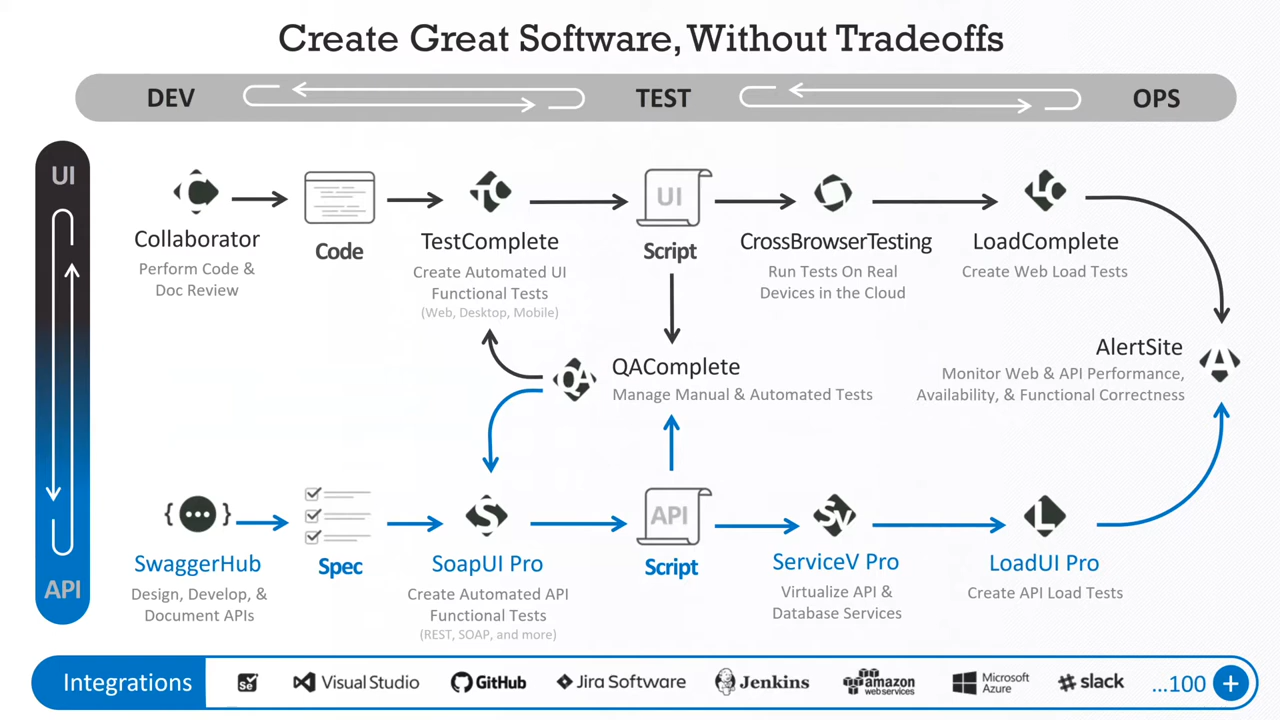 Create Great Software, Without Tradeoffs
DEV TEST OPS
UI
C TC UI LC
Collaborator
Perform Code &
Doc Review
Code
TestComplete
Create Automated UI
Functional Tests
(Web, Desktop, Mobile)
Script
CrossBrowserTesting
Run Tests On Real
Devices in the Cloud
LoadComplete
Create Web Load Tests
QA
QAComplete
Manage Manual & Automated Tests
AlertSite
Monitor Web & API Performance,
Availability, & Functional Correctness
A
{...} S API SV L
SwaggerHub
Design, Develop, &
Document APIs
Spec
SoapUI Pro
Create Automated API
Functional Tests
(REST, SOAP, and more)
Script
ServiceV Pro
Virtualize API &
Database Services
LoadUI Pro
Create API Load Tests
API
Integrations Se Visual Studio GitHub Jira Software Jenkins amazon web services Microsoft Azure slack ...100 +